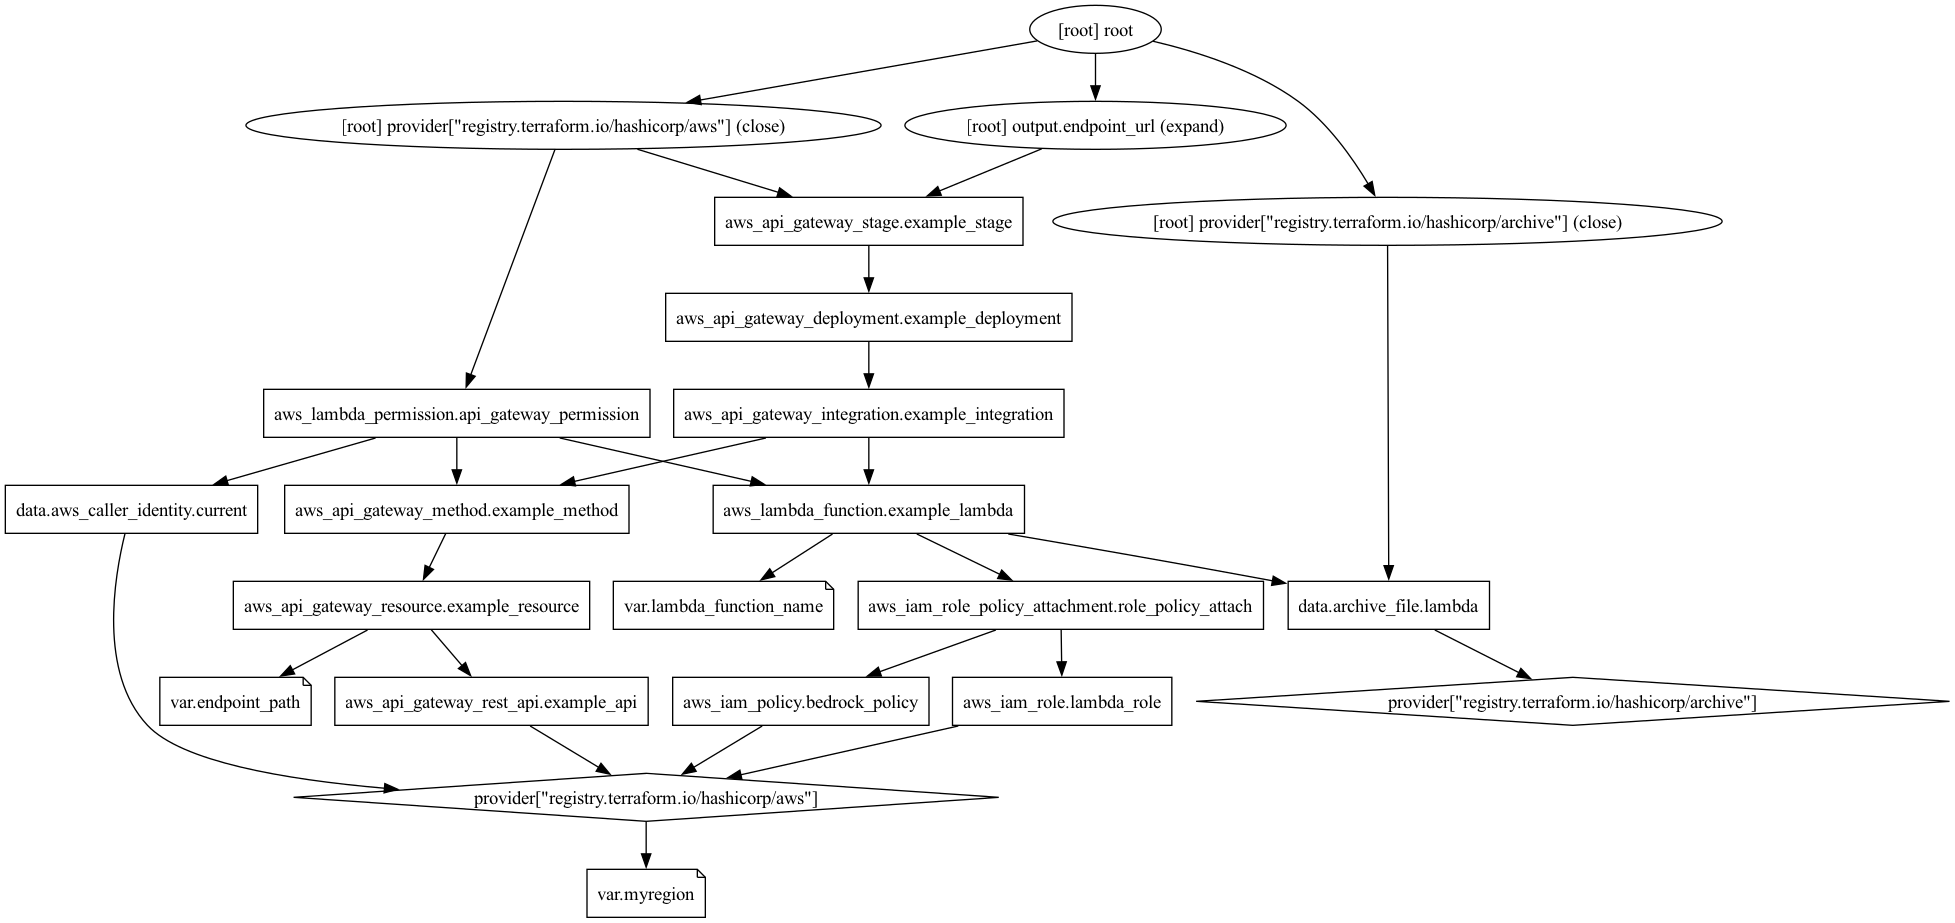 [root] root
[root] provider["registry.terraform.io/hashicorp/aws"] (close)
[root] output.endpoint_url (expand)
aws_api_gateway_stage.example_stage
[root] provider["registry.terraform.io/hashicorp/archive"] (close)
aws_api_gateway_deployment.example_deployment
aws_lambda_permission.api_gateway_permission
aws_api_gateway_integration.example_integration
data.aws_caller_identity.current
aws_api_gateway_method.example_method
aws_lambda_function.example_lambda
aws_api_gateway_resource.example_resource
var.lambda_function_name
aws_iam_role_policy_attachment.role_policy_attach
data.archive_file.lambda
var.endpoint_path
aws_api_gateway_rest_api.example_api
aws_iam_policy.bedrock_policy
aws_iam_role.lambda_role
provider["registry.terraform.io/hashicorp/archive"]
provider["registry.terraform.io/hashicorp/aws"]
var.myregion